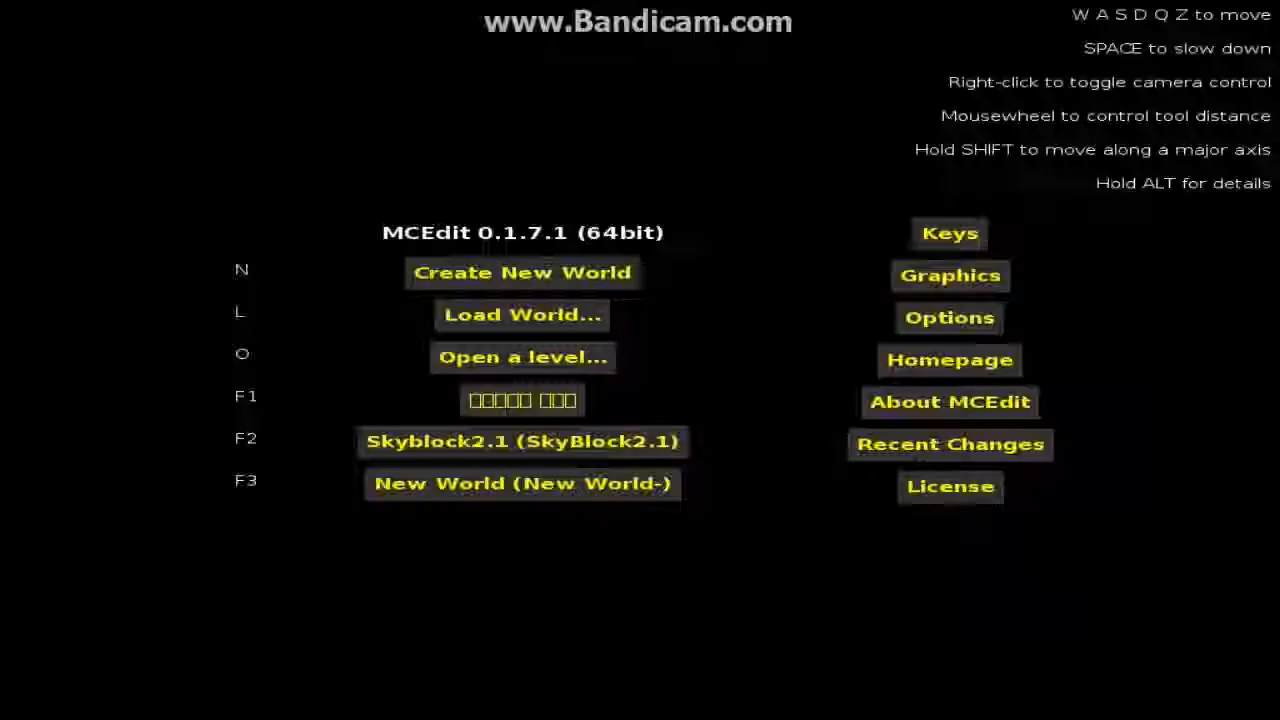 www.Bandicam.com
W A S D Q Z to move
SPACE to slow down
Right-click to toggle camera control
Mousewheel to control tool distance
Hold SHIFT to move along a major axis
Hold ALT for details
MCEdit 0.1.7.1 (64bit)
N Create New World
L Load World...
O Open a level...
F1
F2 Skyblock2.1 (SkyBlock2.1)
F3 New World (New World-)
Keys
Graphics
Options
Homepage
About MCEdit
Recent Changes
License